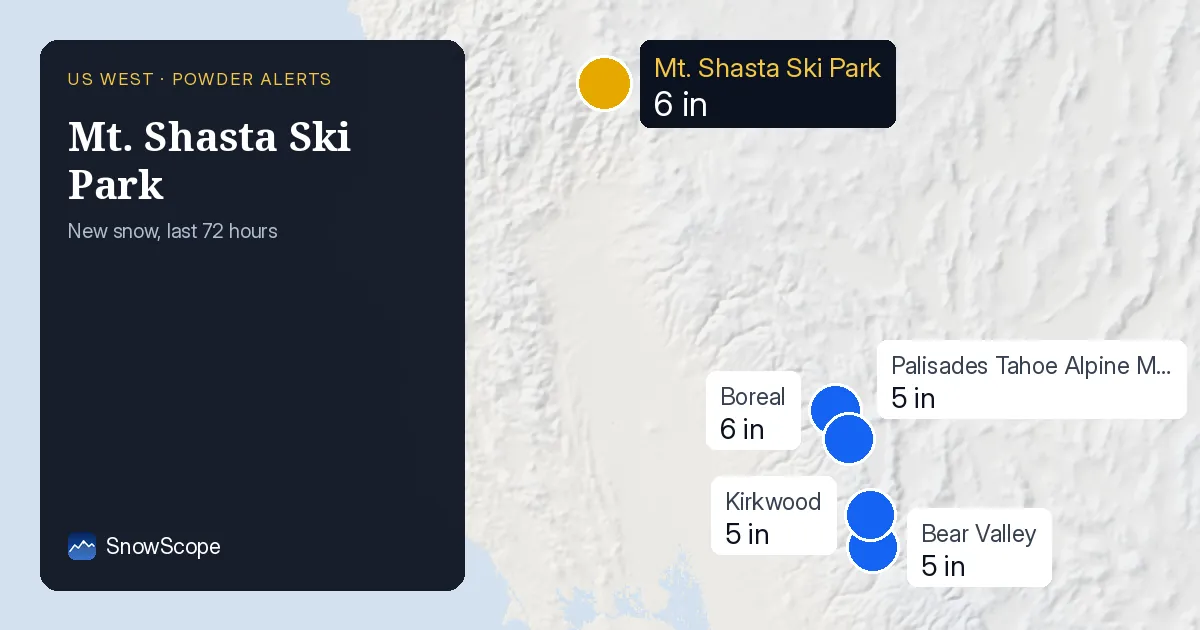 US WEST · POWDER ALERTS
Mt. Shasta Ski
Park
New snow, last 72 hours
SnowScope
Mt. Shasta Ski Park
6 in
Palisades Tahoe Alpine M...
5 in
Boreal
6 in
Kirkwood
5 in
Bear Valley
5 in